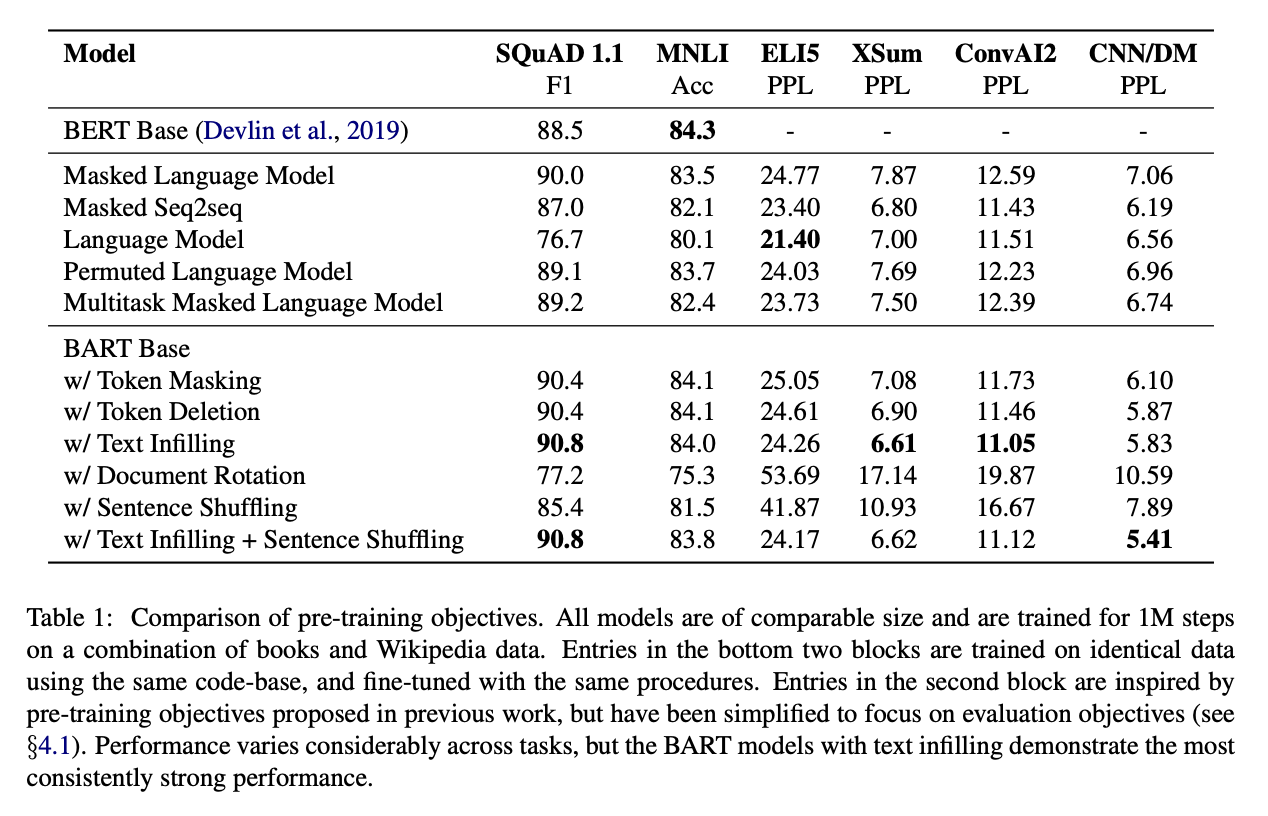 Model SQuAD 1.1 MNLI ELI5 XSum ConvAI2 CNN/DM
F1 Acc PPL PPL PPL PPL
BERT Base (Devlin et al., 2019) 88.5 84.3 - - - -
Masked Language Model 90.0 83.5 24.77 7.87 12.59 7.06
Masked Seq2seq 87.0 82.1 23.40 6.80 11.43 6.19
Language Model 76.7 80.1 21.40 7.00 11.51 6.56
Permuted Language Model 89.1 83.7 24.03 7.69 12.23 6.96
Multitask Masked Language Model 89.2 82.4 23.73 7.50 12.39 6.74
BART Base
w/ Token Masking 90.4 84.1 25.05 7.08 11.73 6.10
w/ Token Deletion 90.4 84.1 24.61 6.90 11.46 5.87
w/ Text Infilling 90.8 84.0 24.26 6.61 11.05 5.83
w/ Document Rotation 77.2 75.3 53.69 17.14 19.87 10.59
w/ Sentence Shuffling 85.4 81.5 41.87 10.93 16.67 7.89
w/ Text Infilling + Sentence Shuffling 90.8 83.8 24.17 6.62 11.12 5.41
Table 1: Comparison of pre-training objectives. All models are of comparable size and are trained for 1M steps
on a combination of books and Wikipedia data. Entries in the bottom two blocks are trained on identical data
using the same code-base, and fine-tuned with the same procedures. Entries in the second block are inspired by
pre-training objectives proposed in previous work, but have been simplified to focus on evaluation objectives (see
§4.1). Performance varies considerably across tasks, but the BART models with text infilling demonstrate the most
consistently strong performance.